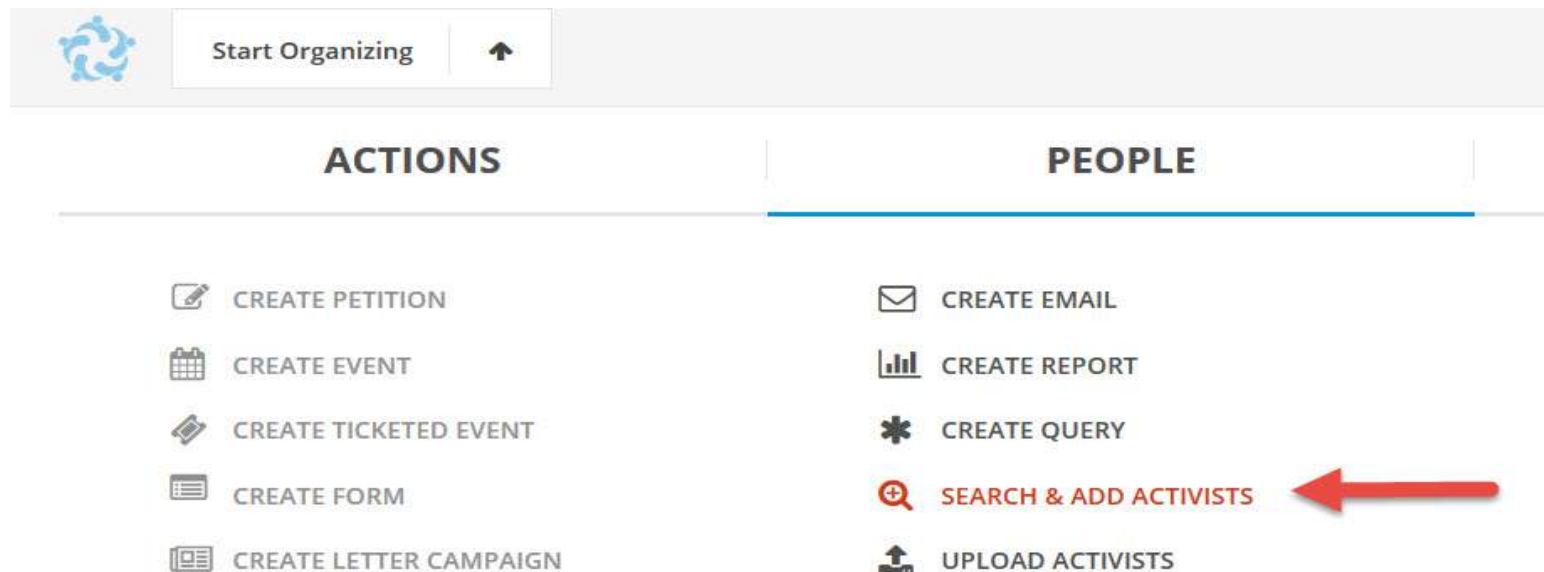 Start Organizing
ACTIONS
PEOPLE
CREATE PETITION
CREATE EVENT
CREATE TICKETED EVENT
CREATE FORM
CREATE LETTER CAMPAIGN
CREATE EMAIL
CREATE REPORT
CREATE QUERY
SEARCH & ADD ACTIVISTS
UPLOAD ACTIVISTS